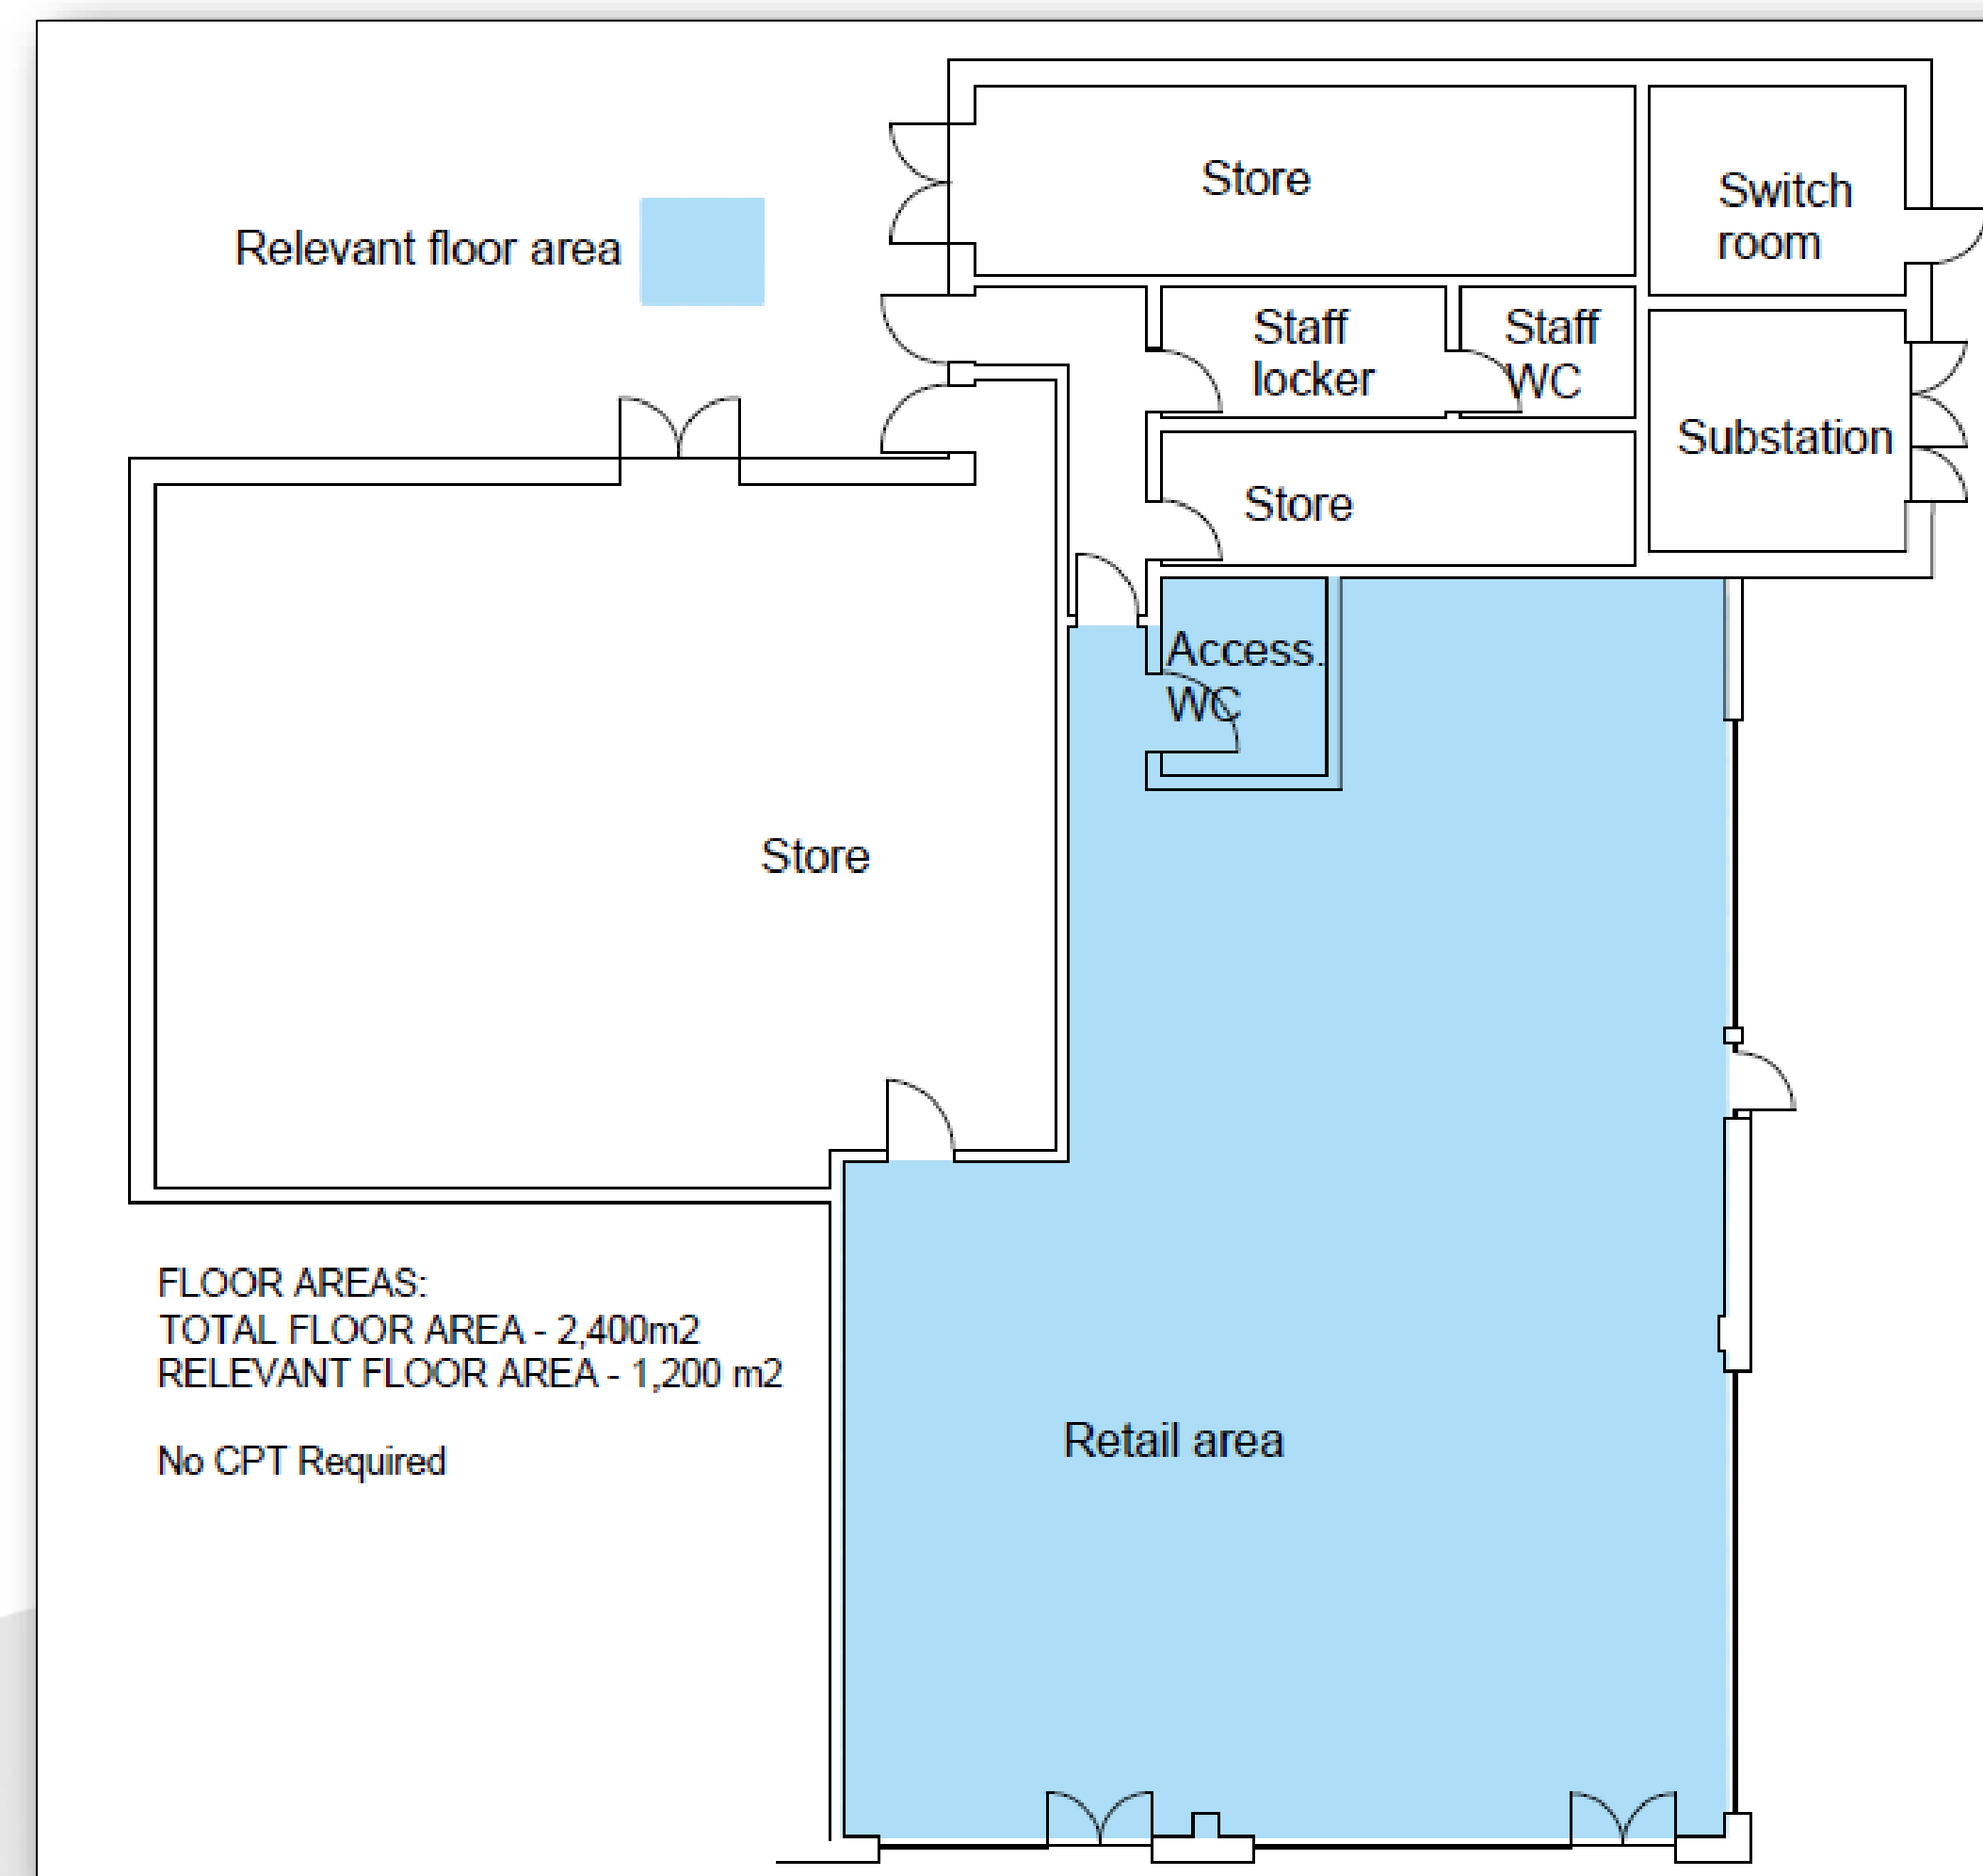 Store
Switch
room
Relevant floor area
Staff
locker
Staff
WC
Substation
Store
Access.
WC
Store
FLOOR AREAS:
TOTAL FLOOR AREA - 2,400m2
RELEVANT FLOOR AREA - 1,200 m2
No CPT Required
Retail area